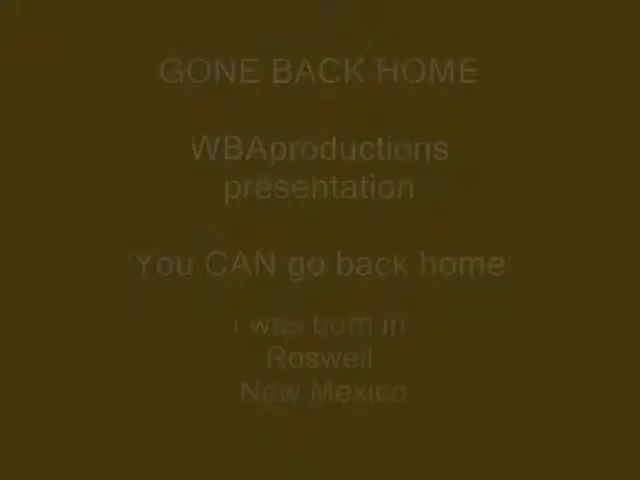 GONE BACK HOME
WBAproductions
presentation
'You CAN go back home'
i was born in
Roswell
New Mexico